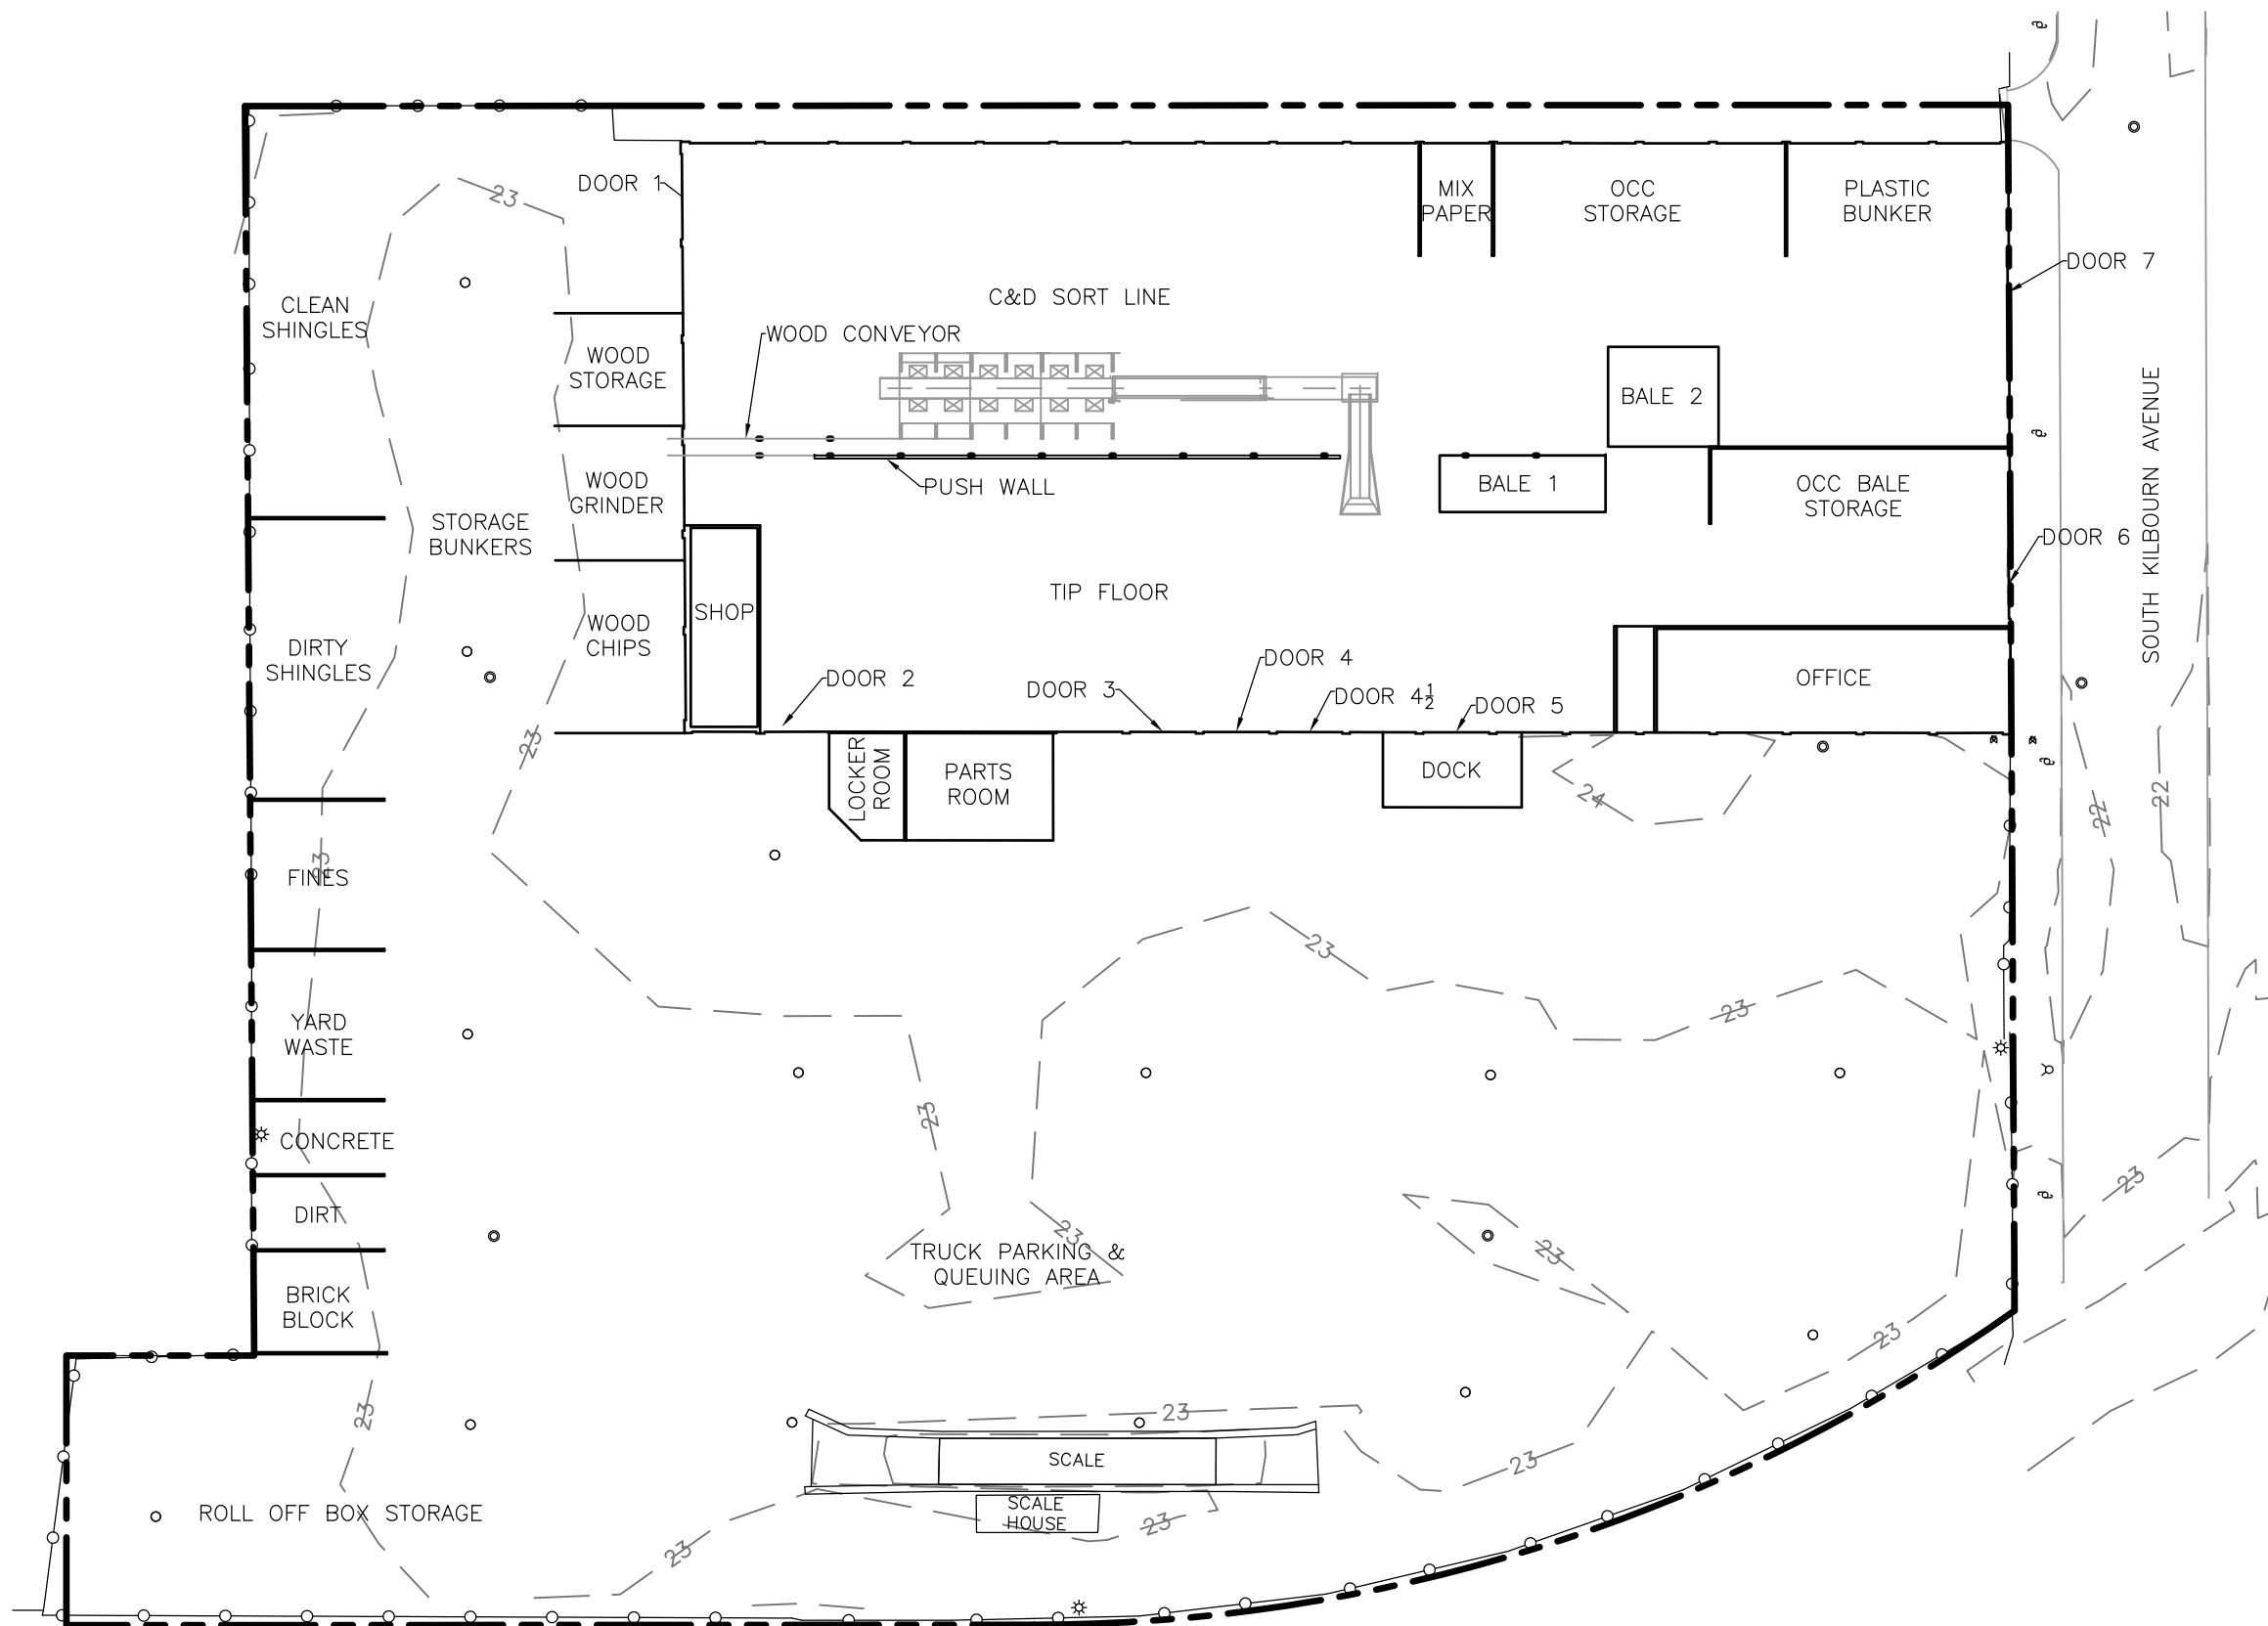 DOOR 1
23
MIX
PAPER
OCC
STORAGE
PLASTIC
BUNKER
DOOR 7
CLEAN
SHINGLES
C&D SORT LINE
WOOD CONVEYOR
WOOD
STORAGE
BALE 2
SOUTH KILBOURN AVENUE
PUSH WALL
BALE 1
OCC BALE
STORAGE
WOOD
GRINDER
STORAGE
BUNKERS
DOOR 6
TIP FLOOR
SHOP
WOOD
CHIPS
DIRTY
SHINGLES
DOOR 2
DOOR 3
DOOR 4
DOOR 4½
DOOR 5
OFFICE
23
LOCKER
ROOM
PARTS
ROOM
DOCK
24
22
22
23
FINES
23
23
YARD
WASTE
23
CONCRETE
23
DIRT
23
TRUCK PARKING &
QUEUING AREA
23
BRICK
BLOCK
23
23
23
SCALE
23
ROLL OFF BOX STORAGE
SCALE
HOUSE
23
23